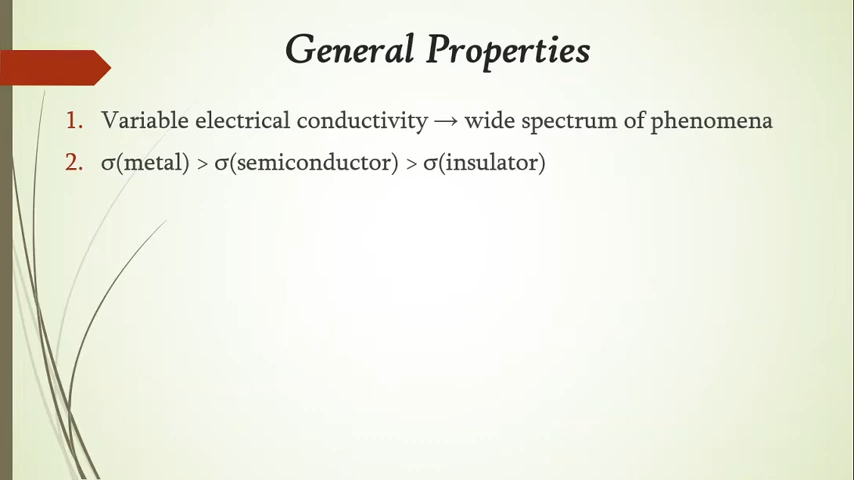 General Properties
1. Variable electrical conductivity → wide spectrum of phenomena
2. σ(metal) > σ(semiconductor) > σ(insulator)